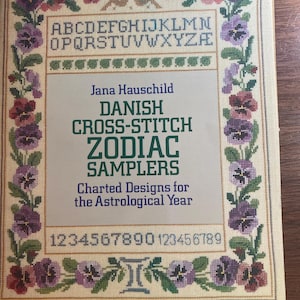 ABCDEFGHIJKLMN
OPQRSTUVWXYZÆ
Jana Hauschild
DANISH
CROSS-STITCH
ZODIAC
SAMPLERS
Charted Designs for
the Astrological Year
1234567890 123456789